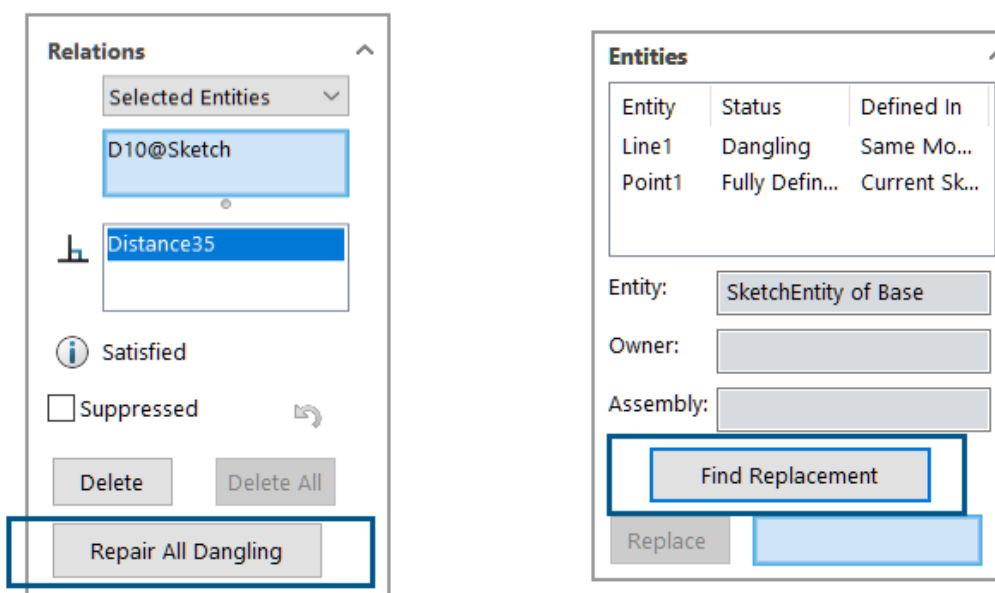 Relations
Selected Entities
D10@Sketch
Distance35
Satisfied
Suppressed
Delete
Delete All
Repair All Dangling
Entities
Entity Status Defined In
Line1 Dangling Same Mo...
Point1 Fully Defin... Current Sk...
Entity: SketchEntity of Base
Owner:
Assembly:
Find Replacement
Replace